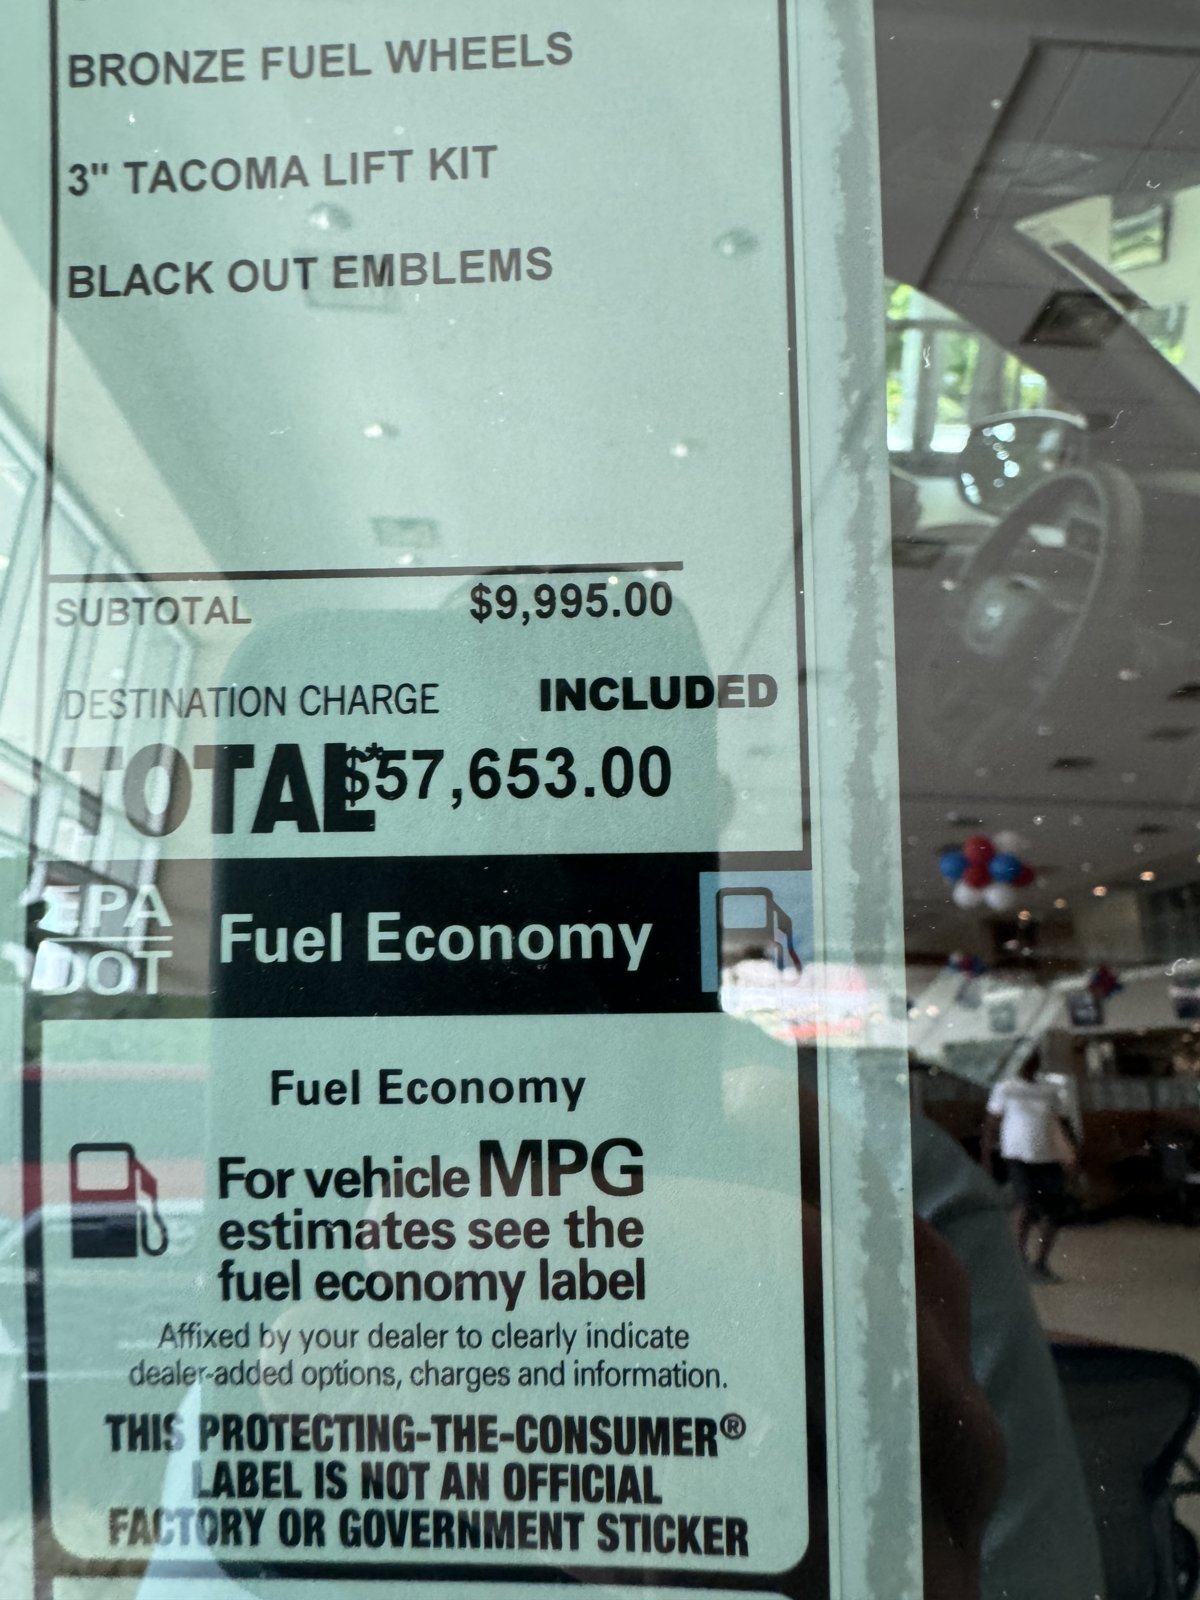 BRONZE FUEL WHEELS
3" TACOMA LIFT KIT
BLACK OUT EMBLEMS
SUBTOTAL $9,995.00
DESTINATION CHARGE INCLUDED
TOTAL* $57,653.00
EPA
DOT
Fuel Economy
Fuel Economy
For vehicle MPG
estimates see the
fuel economy label
Affixed by your dealer to clearly indicate
dealer-added options, charges and information.
THIS PROTECTING-THE-CONSUMER®
LABEL IS NOT AN OFFICIAL
FACTORY OR GOVERNMENT STICKER